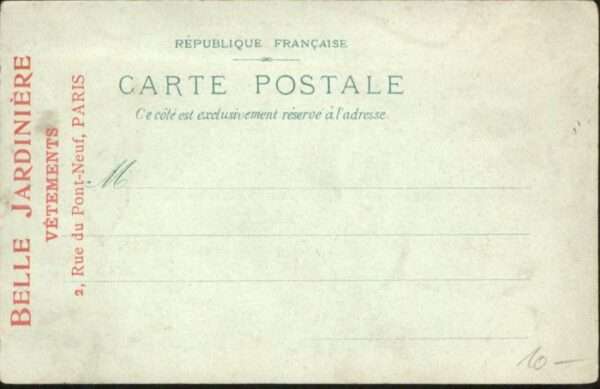 RÉPUBLIQUE FRANÇAISE
CARTE POSTALE
Ce côté est exclusivement réservé à l'adresse.
M
BELLE JARDINIÈRE
VÊTEMENTS
2, Rue du Pont-Neuf, PARIS
10 -